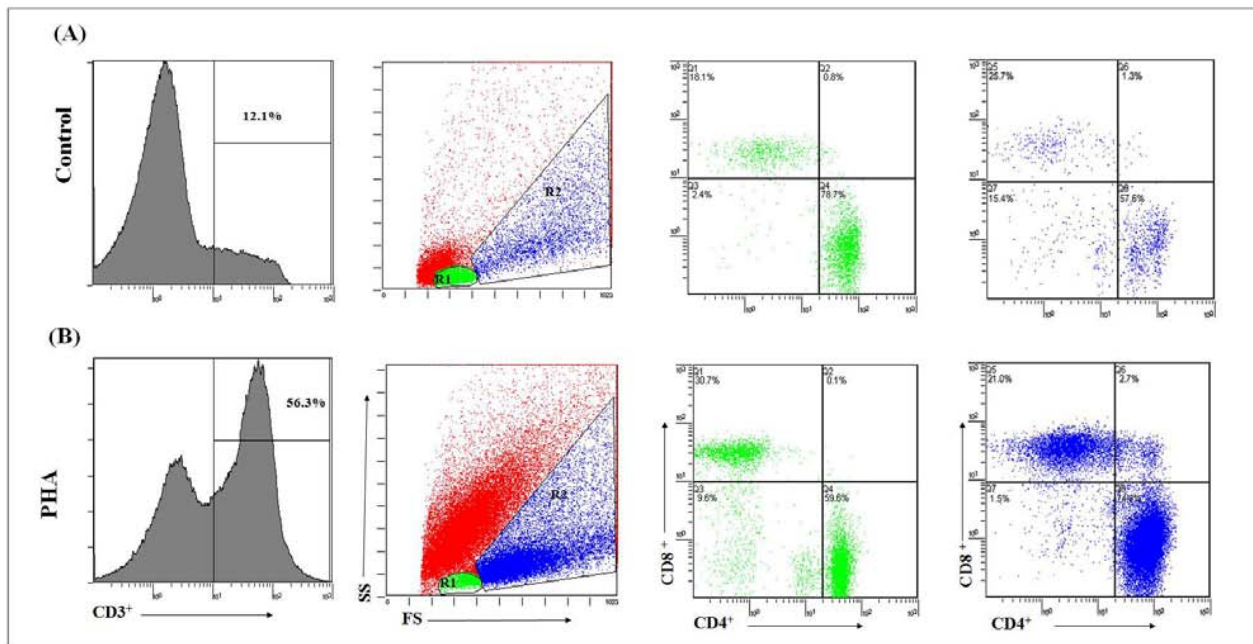 (A)
Control
12.1%
R2
R1
0
1023
Q1
18.1%
Q2
0.8%
Q3
2.4%
Q4
78.7%
Q5
25.7%
Q6
1.3%
Q7
15.4%
57.6%
(B)
PHA
56.3%
CD3+
R2
R1
SS
0
FS
Q1
30.7%
Q2
0.1%
Q3
9.6%
Q4
59.6%
CD8+
CD4+
Q5
21.0%
Q6
2.7%
Q7
1.5%
CD8+
CD4+